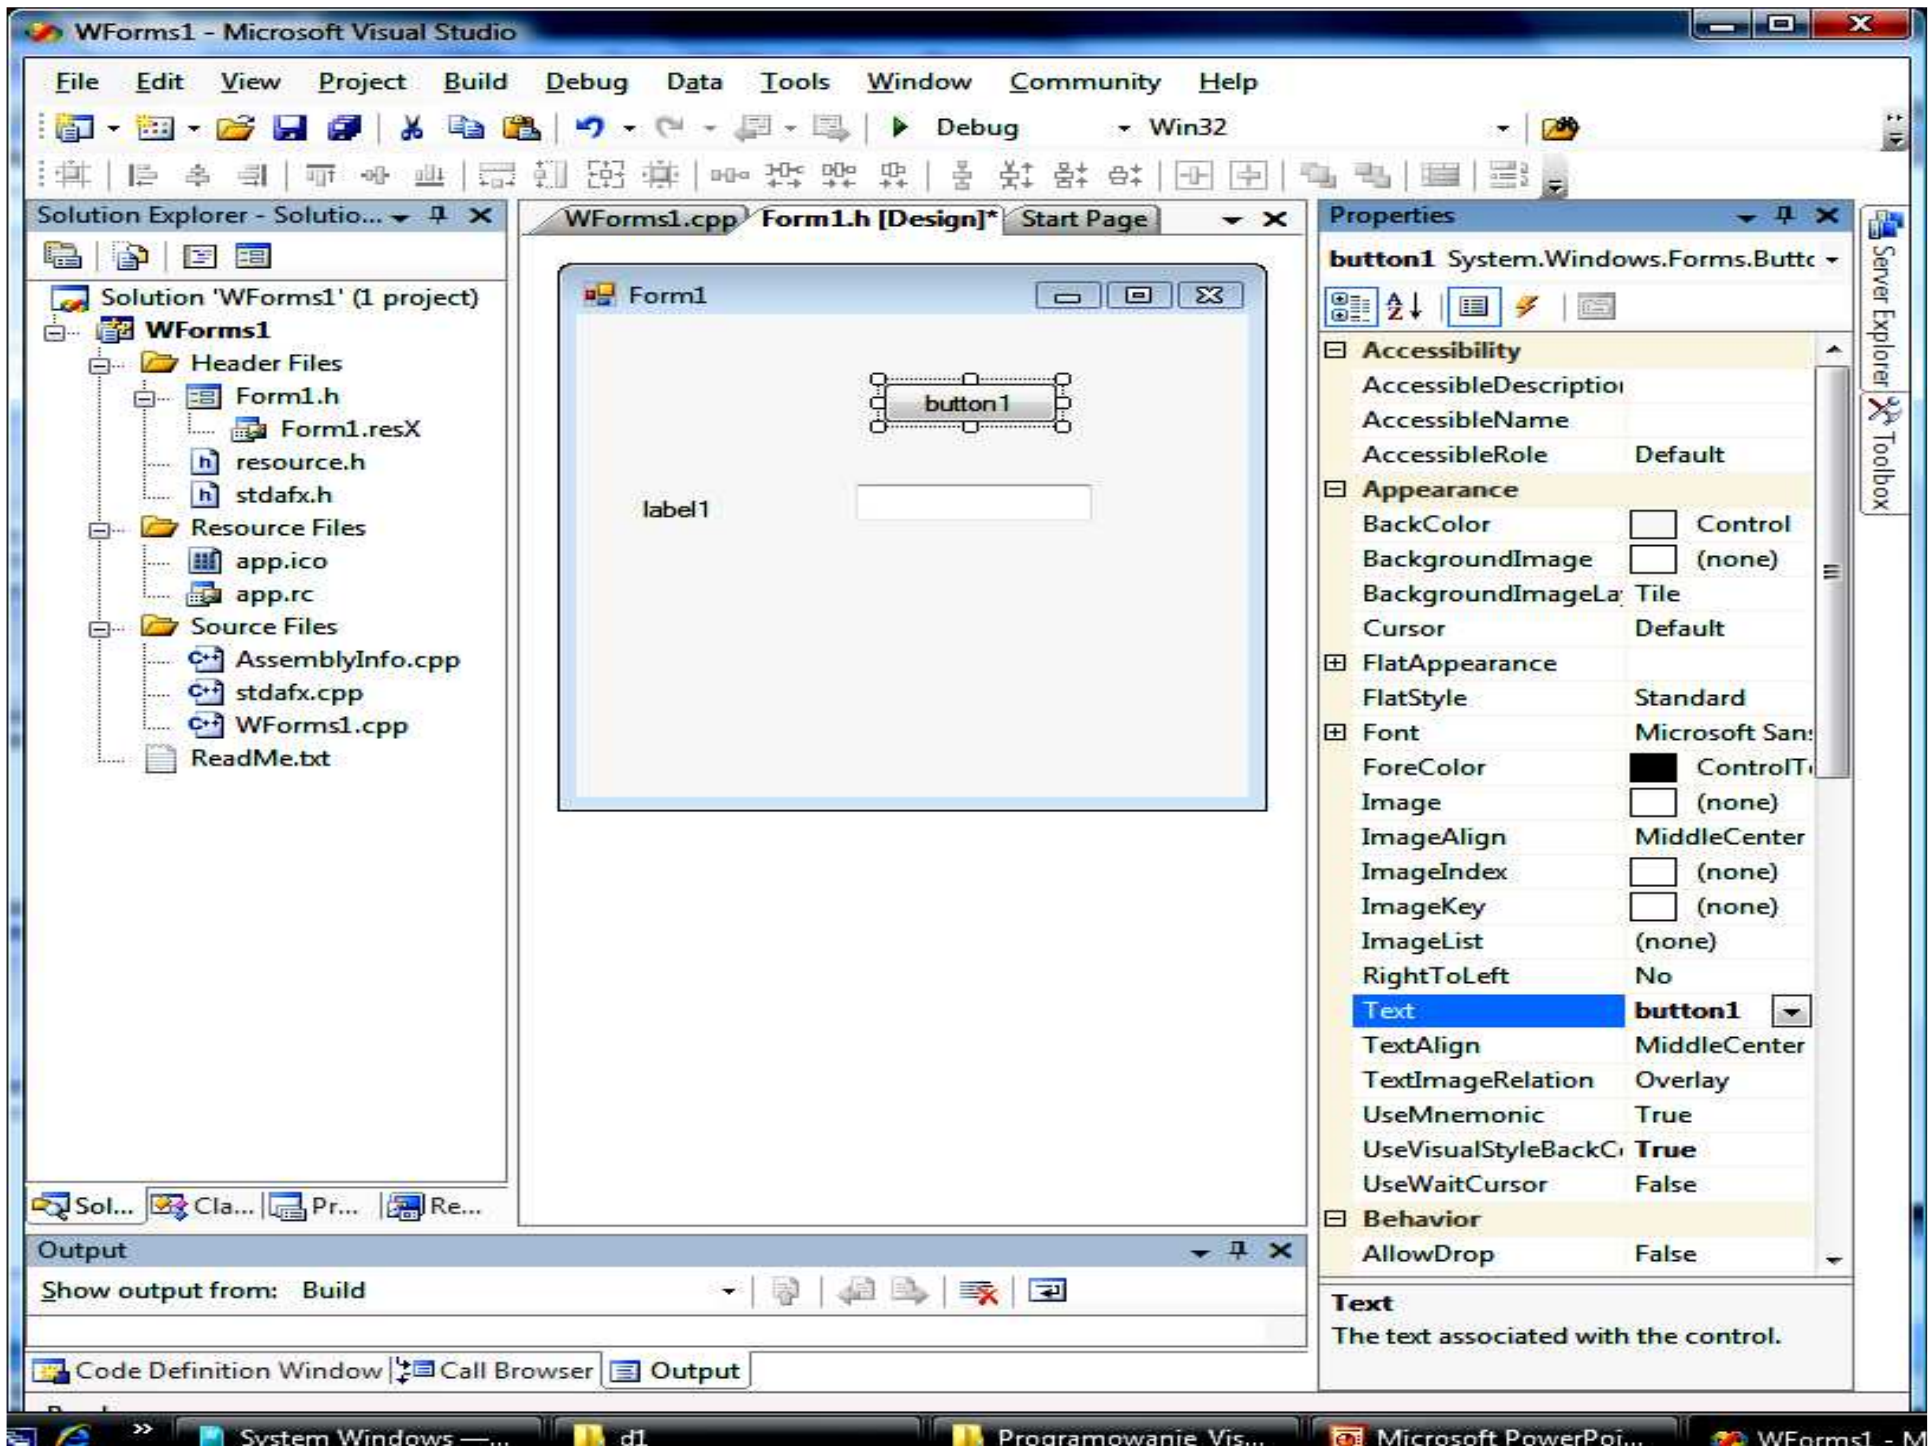 WForms1 - Microsoft Visual Studio
File Edit View Project Build Debug Data Tools Window Community Help
Debug Win32
Solution Explorer - Solutio...
Solution 'WForms1' (1 project)
WForms1
Header Files
Form1.h
Form1.resX
resource.h
stdafx.h
Resource Files
app.ico
app.rc
Source Files
AssemblyInfo.cpp
stdafx.cpp
WForms1.cpp
ReadMe.txt
Sol... Cla... Pr... Re...
WForms1.cpp Form1.h [Design]* Start Page
Form1
button1
label1
Properties
button1 System.Windows.Forms.Butto
Accessibility
AccessibleDescription
AccessibleName
AccessibleRole Default
Appearance
BackColor Control
BackgroundImage (none)
BackgroundImageLa Tile
Cursor Default
FlatAppearance
FlatStyle Standard
Font Microsoft Sans
ForeColor ControlT
Image (none)
ImageAlign MiddleCenter
ImageIndex (none)
ImageKey (none)
ImageList (none)
RightToLeft No
Text button1
TextAlign MiddleCenter
TextImageRelation Overlay
UseMnemonic True
UseVisualStyleBackC True
UseWaitCursor False
Behavior
AllowDrop False
Text
The text associated with the control.
Server Explorer
Toolbox
Output
Show output from: Build
Code Definition Window Call Browser Output
System Windows —... d1 Programowanie Vis... Microsoft PowerPoi... WForms1 - M